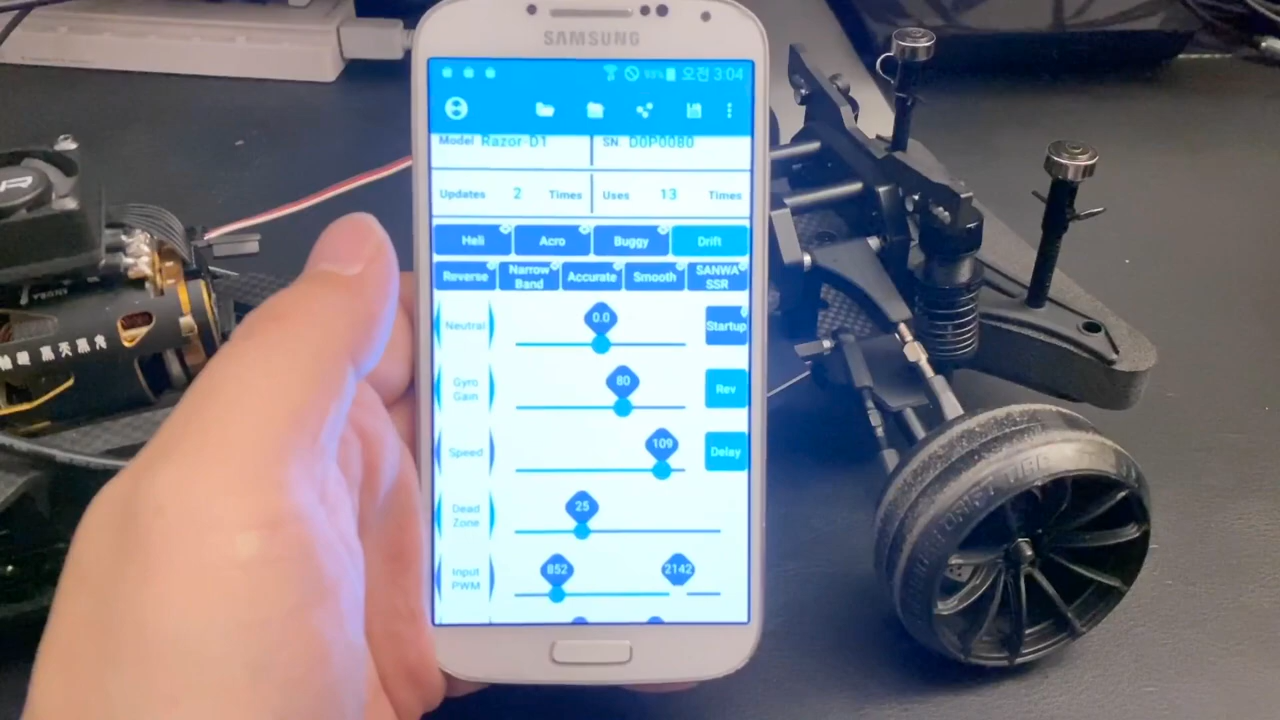 SAMSUNG
93% 오전 3:04
Model Razor-D1 SN: D0P0080
Updates 2 Times Uses 13 Times
Heli Acro Buggy Drift
Reverse Narrow Band Accurate Smooth SANWA SSR
Neutral 0.0 Startup
Gyro Gain 80 Rev
Speed 109 Delay
Dead Zone 25
Input PWM 852 2142